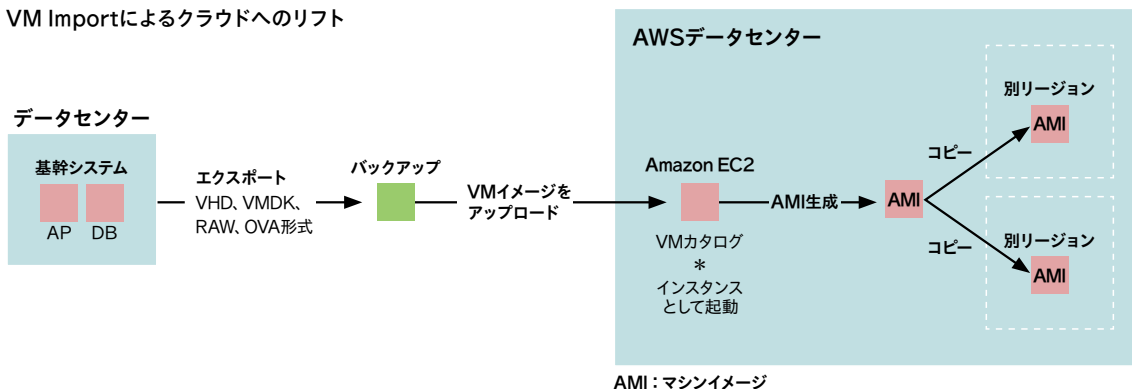 VM Importによるクラウドへのリフト
データセンター
基幹システム
AP
DB
エクスポート
VHD、VMDK、
RAW、OVA形式
バックアップ
VMイメージを
アップロード
AWSデータセンター
Amazon EC2
VMカタログ
＊
インスタンス
として起動
AMI生成
AMI
コピー
コピー
別リージョン
AMI
別リージョン
AMI
AMI：マシンイメージ